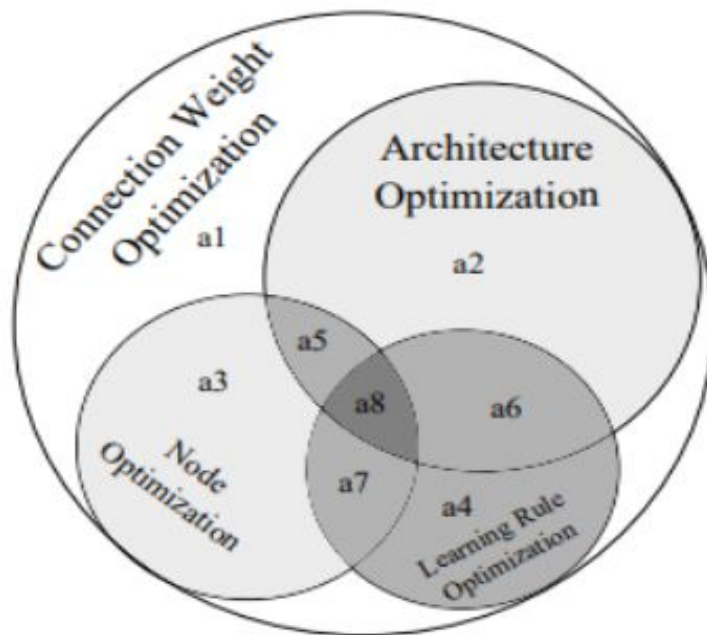 Connection Weight
Optimization
a1
Architecture
Optimization
a2
a5
a3
a8
a6
Node
Optimization
a7
a4
Learning Rule
Optimization